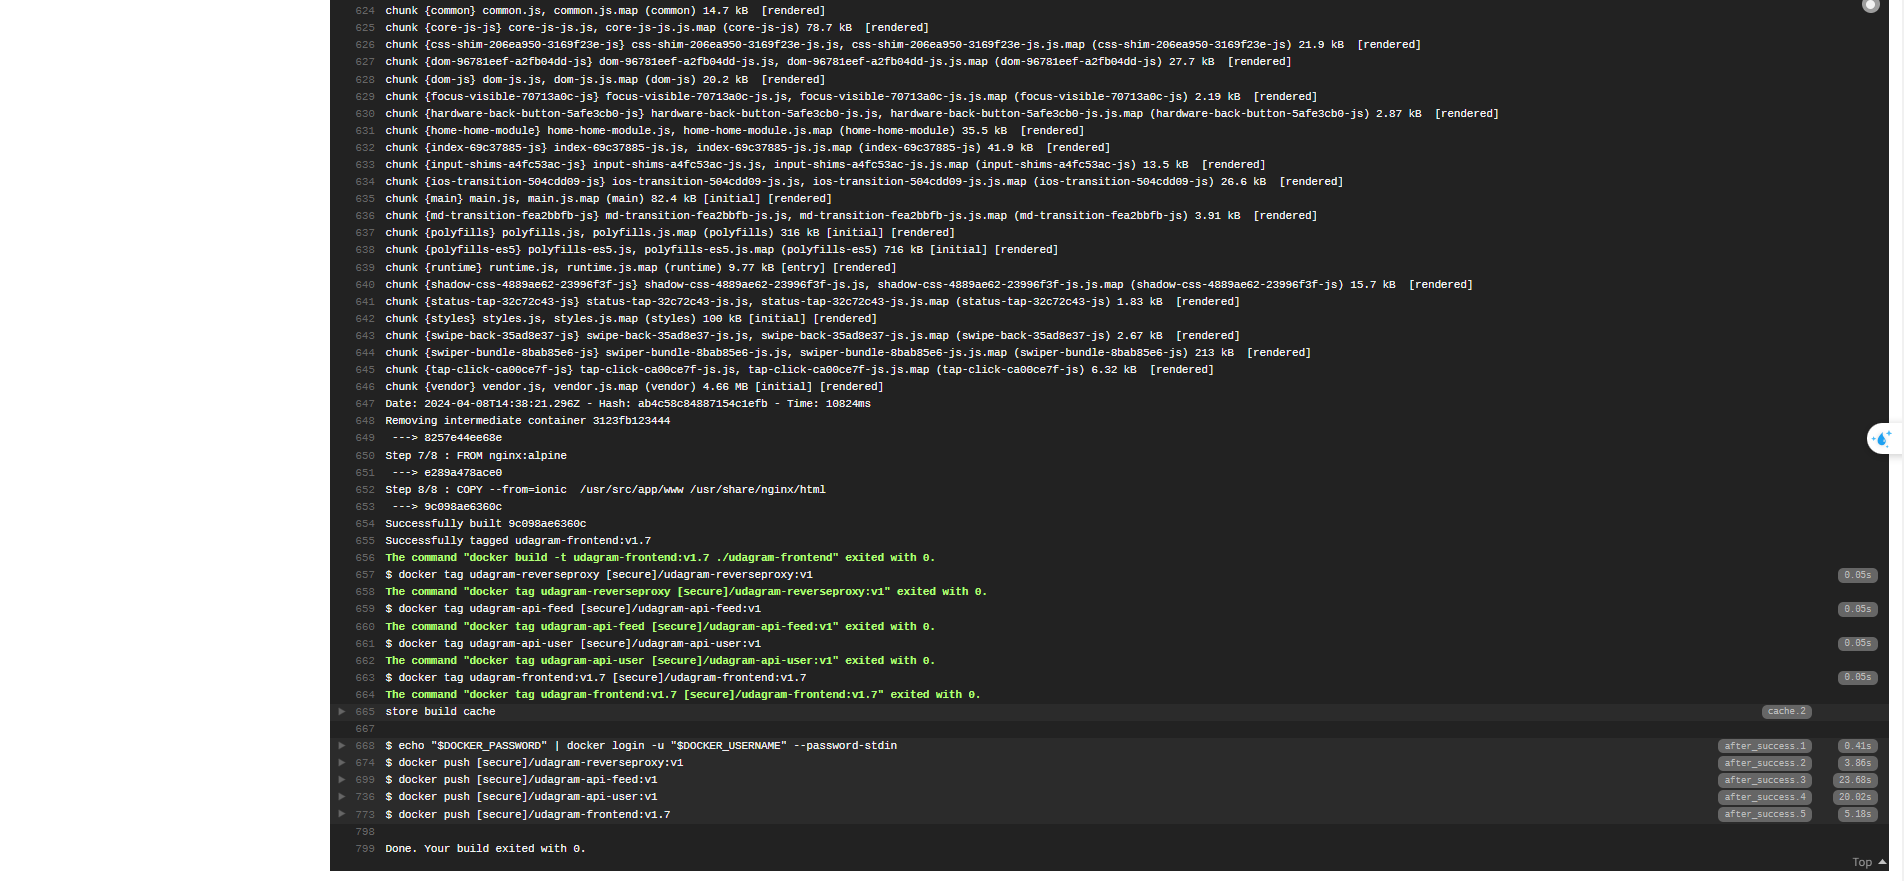 624 chunk {common} common.js, common.js.map (common) 14.7 kB  [rendered]
625 chunk {core-js-js} core-js-js.js, core-js-js.js.map (core-js-js) 78.7 kB  [rendered]
626 chunk {css-shim-206ea950-3169f23e-js} css-shim-206ea950-3169f23e-js.js, css-shim-206ea950-3169f23e-js.js.map (css-shim-206ea950-3169f23e-js) 21.9 kB  [rendered]
627 chunk {dom-96781eef-a2fb04dd-js} dom-96781eef-a2fb04dd-js.js, dom-96781eef-a2fb04dd-js.js.map (dom-96781eef-a2fb04dd-js) 27.7 kB  [rendered]
628 chunk {dom-js} dom-js.js, dom-js.js.map (dom-js) 20.2 kB  [rendered]
629 chunk {focus-visible-70713a0c-js} focus-visible-70713a0c-js.js, focus-visible-70713a0c-js.js.map (focus-visible-70713a0c-js) 2.19 kB  [rendered]
630 chunk {hardware-back-button-5afe3cb0-js} hardware-back-button-5afe3cb0-js.js, hardware-back-button-5afe3cb0-js.js.map (hardware-back-button-5afe3cb0-js) 2.87 kB  [rendered]
631 chunk {home-home-module} home-home-module.js, home-home-module.js.map (home-home-module) 35.5 kB  [rendered]
632 chunk {index-69c37885-js} index-69c37885-js.js, index-69c37885-js.js.map (index-69c37885-js) 41.9 kB  [rendered]
633 chunk {input-shims-a4fc53ac-js} input-shims-a4fc53ac-js.js, input-shims-a4fc53ac-js.js.map (input-shims-a4fc53ac-js) 13.5 kB  [rendered]
634 chunk {ios-transition-504cdd09-js} ios-transition-504cdd09-js.js, ios-transition-504cdd09-js.js.map (ios-transition-504cdd09-js) 26.6 kB  [rendered]
635 chunk {main} main.js, main.js.map (main) 82.4 kB [initial] [rendered]
636 chunk {md-transition-fea2bbfb-js} md-transition-fea2bbfb-js.js, md-transition-fea2bbfb-js.js.map (md-transition-fea2bbfb-js) 3.91 kB  [rendered]
637 chunk {polyfills} polyfills.js, polyfills.js.map (polyfills) 316 kB [initial] [rendered]
638 chunk {polyfills-es5} polyfills-es5.js, polyfills-es5.js.map (polyfills-es5) 716 kB [initial] [rendered]
639 chunk {runtime} runtime.js, runtime.js.map (runtime) 9.77 kB [entry] [rendered]
640 chunk {shadow-css-4889ae62-23996f3f-js} shadow-css-4889ae62-23996f3f-js.js, shadow-css-4889ae62-23996f3f-js.js.map (shadow-css-4889ae62-23996f3f-js) 15.7 kB  [rendered]
641 chunk {status-tap-32c72c43-js} status-tap-32c72c43-js.js, status-tap-32c72c43-js.js.map (status-tap-32c72c43-js) 1.83 kB  [rendered]
642 chunk {styles} styles.js, styles.js.map (styles) 100 kB [initial] [rendered]
643 chunk {swipe-back-35ad8e37-js} swipe-back-35ad8e37-js.js, swipe-back-35ad8e37-js.js.map (swipe-back-35ad8e37-js) 2.67 kB  [rendered]
644 chunk {swiper-bundle-8bab85e6-js} swiper-bundle-8bab85e6-js.js, swiper-bundle-8bab85e6-js.js.map (swiper-bundle-8bab85e6-js) 213 kB  [rendered]
645 chunk {tap-click-ca00ce7f-js} tap-click-ca00ce7f-js.js, tap-click-ca00ce7f-js.js.map (tap-click-ca00ce7f-js) 6.32 kB  [rendered]
646 chunk {vendor} vendor.js, vendor.js.map (vendor) 4.66 MB [initial] [rendered]
647 Date: 2024-04-08T14:38:21.296Z - Hash: ab4c58c84887154c1efb - Time: 10824ms
648 Removing intermediate container 3123fb123444
649  ---> 8257e44ee68e
650 Step 7/8 : FROM nginx:alpine
651  ---> e289a478ace0
652 Step 8/8 : COPY --from=ionic  /usr/src/app/www /usr/share/nginx/html
653  ---> 9c098ae6360c
654 Successfully built 9c098ae6360c
655 Successfully tagged udagram-frontend:v1.7
656 The command "docker build -t udagram-frontend:v1.7 ./udagram-frontend" exited with 0.
657 $ docker tag udagram-reverseproxy [secure]/udagram-reverseproxy:v1 0.05s
658 The command "docker tag udagram-reverseproxy [secure]/udagram-reverseproxy:v1" exited with 0.
659 $ docker tag udagram-api-feed [secure]/udagram-api-feed:v1 0.05s
660 The command "docker tag udagram-api-feed [secure]/udagram-api-feed:v1" exited with 0.
661 $ docker tag udagram-api-user [secure]/udagram-api-user:v1 0.05s
662 The command "docker tag udagram-api-user [secure]/udagram-api-user:v1" exited with 0.
663 $ docker tag udagram-frontend:v1.7 [secure]/udagram-frontend:v1.7 0.05s
664 The command "docker tag udagram-frontend:v1.7 [secure]/udagram-frontend:v1.7" exited with 0.
665 store build cache cache.2
667
668 $ echo "$DOCKER_PASSWORD" | docker login -u "$DOCKER_USERNAME" --password-stdin after_success.1 0.41s
674 $ docker push [secure]/udagram-reverseproxy:v1 after_success.2 3.86s
699 $ docker push [secure]/udagram-api-feed:v1 after_success.3 23.68s
736 $ docker push [secure]/udagram-api-user:v1 after_success.4 20.02s
773 $ docker push [secure]/udagram-frontend:v1.7 after_success.5 5.18s
798
799 Done. Your build exited with 0.
Top